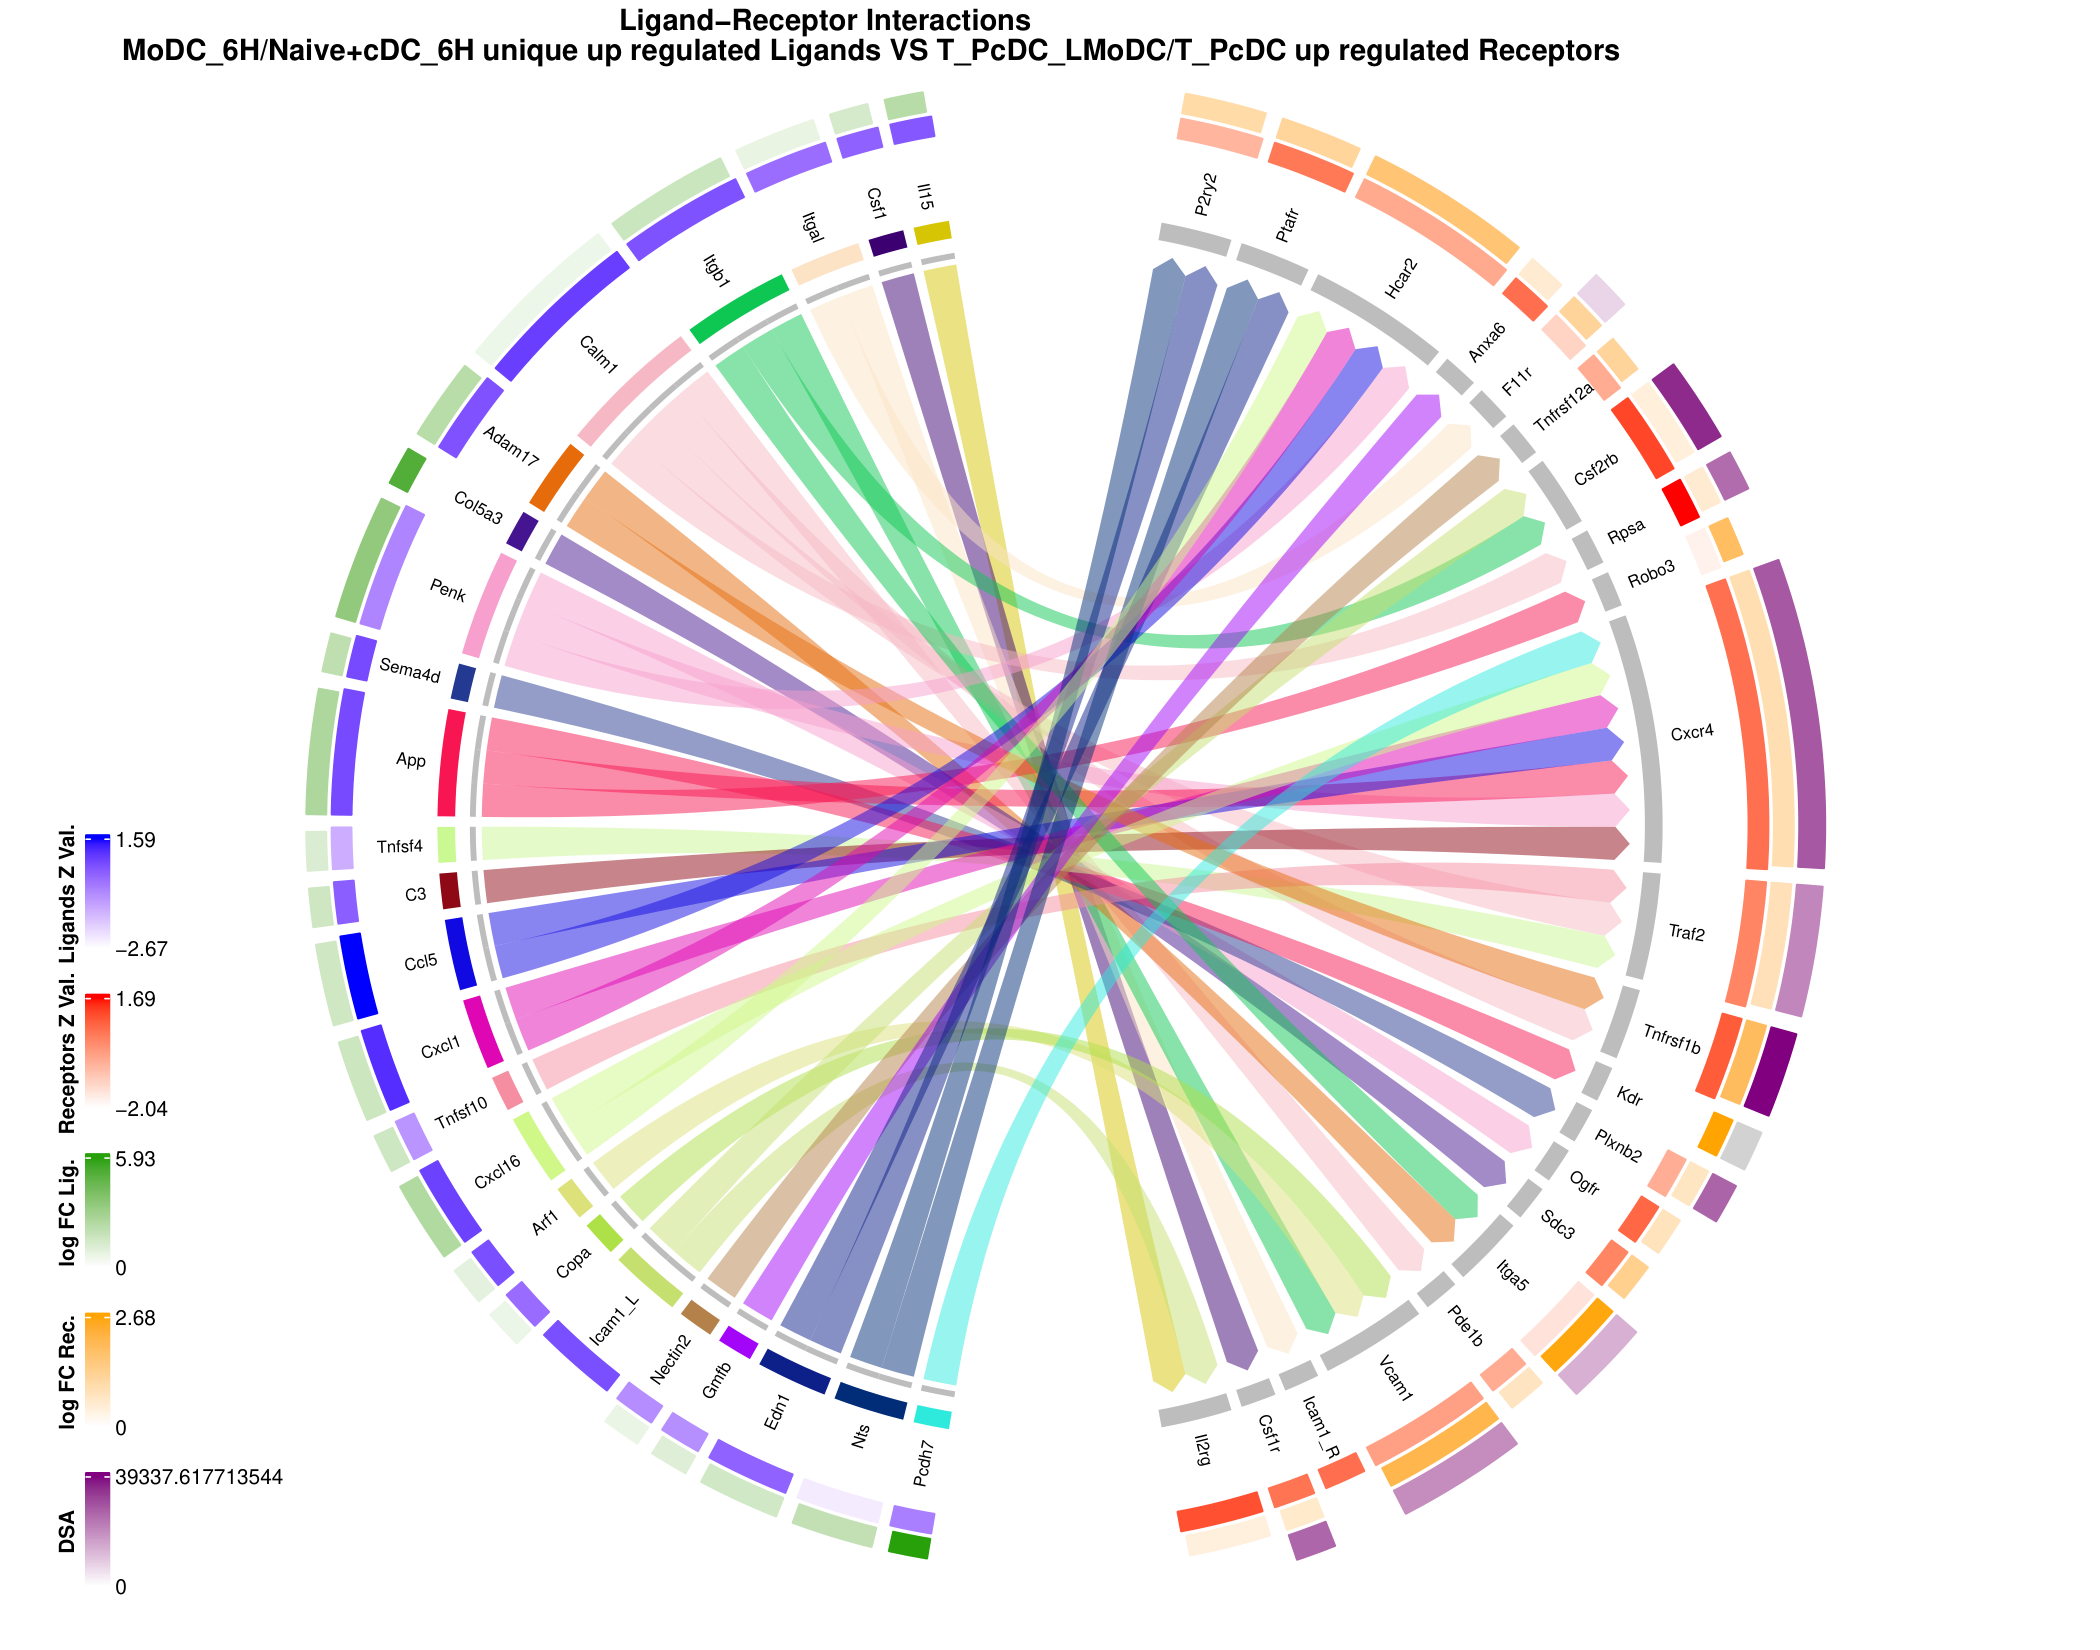 Ligand−Receptor Interactions
MoDC_6H/Naive+cDC_6H unique up regulated Ligands VS T_PcDC_LMoDC/T_PcDC up regulated Receptors
Il15
Csf1
Itgal
Itgb1
Calm1
Adam17
Col5a3
Penk
Sema4d
App
Tnfsf4
C3
Ccl5
Cxcl1
Tnfsf10
Cxcl16
Arf1
Copa
Icam1_L
Nectin2
Gmfb
Edn1
Nts
Pcdh7
P2ry2
Ptafr
Hcar2
Anxa6
F11r
Tnfrsf12a
Csf2rb
Rpsa
Robo3
Cxcr4
Traf2
Tnfrsf1b
Kdr
Plxnb2
Ogfr
Sdc3
Itga5
Pde1b
Vcam1
Icam1_R
Csf1r
Il2rg
Ligands Z Val.
1.59
−2.67
Receptors Z Val.
1.69
−2.04
log FC Lig.
5.93
0
log FC Rec.
2.68
0
DSA
39337.617713544
0